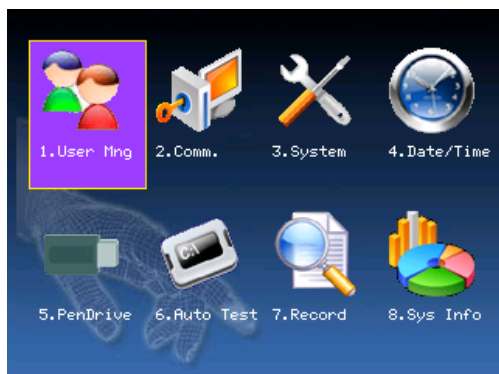 1.User Mng 2.Comm. 3.System 4.Date/Time
C:\
5.PenDrive 6.Auto Test 7.Record 8.Sys Info